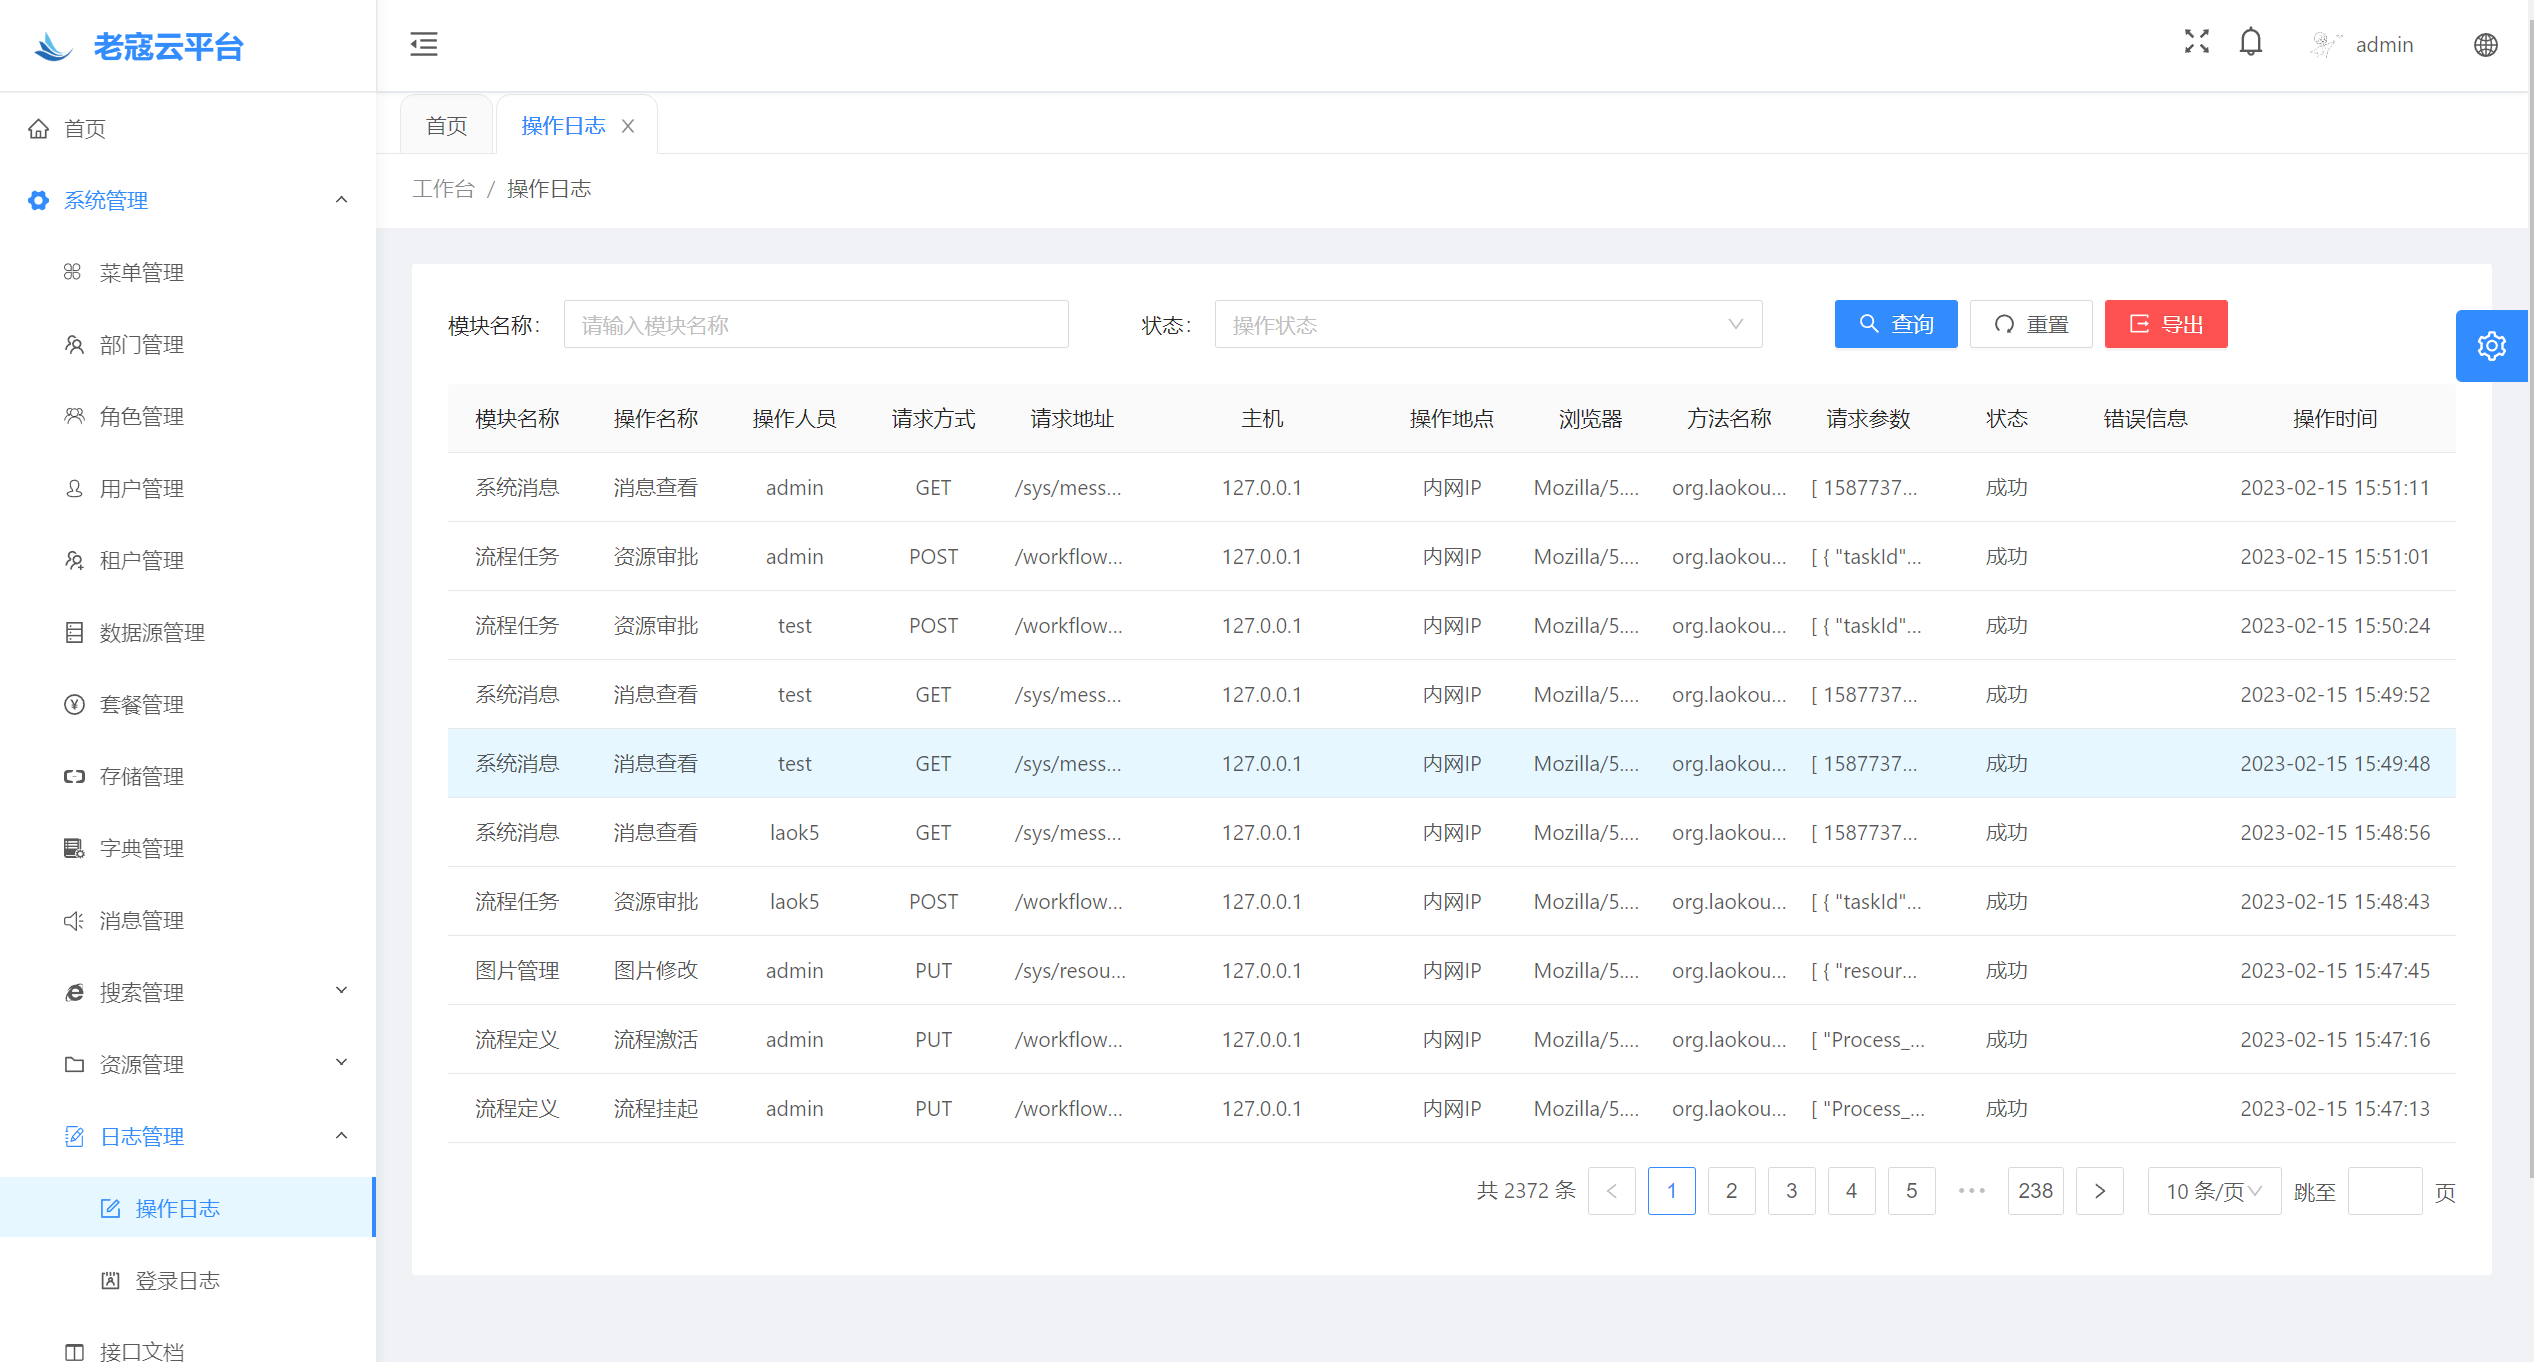 老寇云平台
admin
首页
操作日志
工作台 / 操作日志
首页
系统管理
菜单管理
部门管理
角色管理
用户管理
租户管理
数据源管理
套餐管理
存储管理
字典管理
消息管理
搜索管理
资源管理
日志管理
操作日志
登录日志
接口文档
模块名称: 请输入模块名称 状态: 操作状态 查询 重置 导出
模块名称 操作名称 操作人员 请求方式 请求地址 主机 操作地点 浏览器 方法名称 请求参数 状态 错误信息 操作时间
系统消息 消息查看 admin GET /sys/mess... 127.0.0.1 内网IP Mozilla/5.... org.laokou... [ 1587737... 成功 2023-02-15 15:51:11
流程任务 资源审批 admin POST /workflow... 127.0.0.1 内网IP Mozilla/5.... org.laokou... [ { "taskId"... 成功 2023-02-15 15:51:01
流程任务 资源审批 test POST /workflow... 127.0.0.1 内网IP Mozilla/5.... org.laokou... [ { "taskId"... 成功 2023-02-15 15:50:24
系统消息 消息查看 test GET /sys/mess... 127.0.0.1 内网IP Mozilla/5.... org.laokou... [ 1587737... 成功 2023-02-15 15:49:52
系统消息 消息查看 test GET /sys/mess... 127.0.0.1 内网IP Mozilla/5.... org.laokou... [ 1587737... 成功 2023-02-15 15:49:48
系统消息 消息查看 laok5 GET /sys/mess... 127.0.0.1 内网IP Mozilla/5.... org.laokou... [ 1587737... 成功 2023-02-15 15:48:56
流程任务 资源审批 laok5 POST /workflow... 127.0.0.1 内网IP Mozilla/5.... org.laokou... [ { "taskId"... 成功 2023-02-15 15:48:43
图片管理 图片修改 admin PUT /sys/resou... 127.0.0.1 内网IP Mozilla/5.... org.laokou... [ { "resour... 成功 2023-02-15 15:47:45
流程定义 流程激活 admin PUT /workflow... 127.0.0.1 内网IP Mozilla/5.... org.laokou... [ "Process_... 成功 2023-02-15 15:47:16
流程定义 流程挂起 admin PUT /workflow... 127.0.0.1 内网IP Mozilla/5.... org.laokou... [ "Process_... 成功 2023-02-15 15:47:13
共 2372 条 < 1 2 3 4 5 ••• 238 > 10 条/页 跳至 页